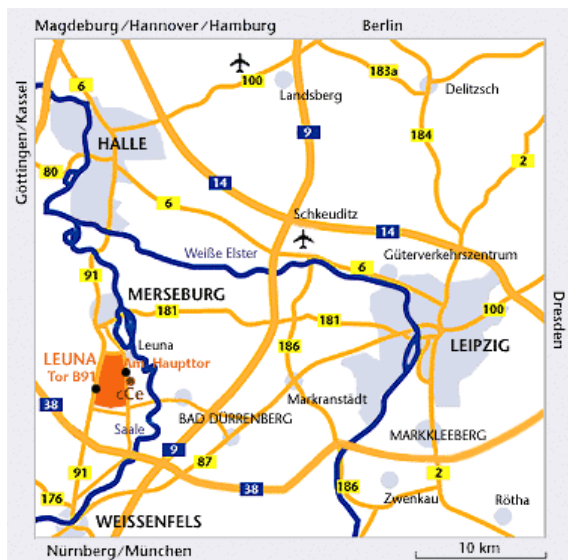 Magdeburg/Hannover/Hamburg
Berlin
Göttingen/Kassel
6
100
183a
Landsberg
Delitzsch
HALLE
9
184
2
80
14
6
Schkeuditz
14
Weiße Elster
Güterverkehrszentrum
6
91
MERSEBURG
181
181
100
Dresden
Leuna
186
LEIPZIG
LEUNA
Am Haupttor
Tor B91
cCe
Markranstädt
38
BAD DÜRRENBERG
Saale
MARKKLEEBERG
9
87
91
38
186
2
Zwenkau
176
Rötha
WEISSENFELS
Nürnberg/München
10 km